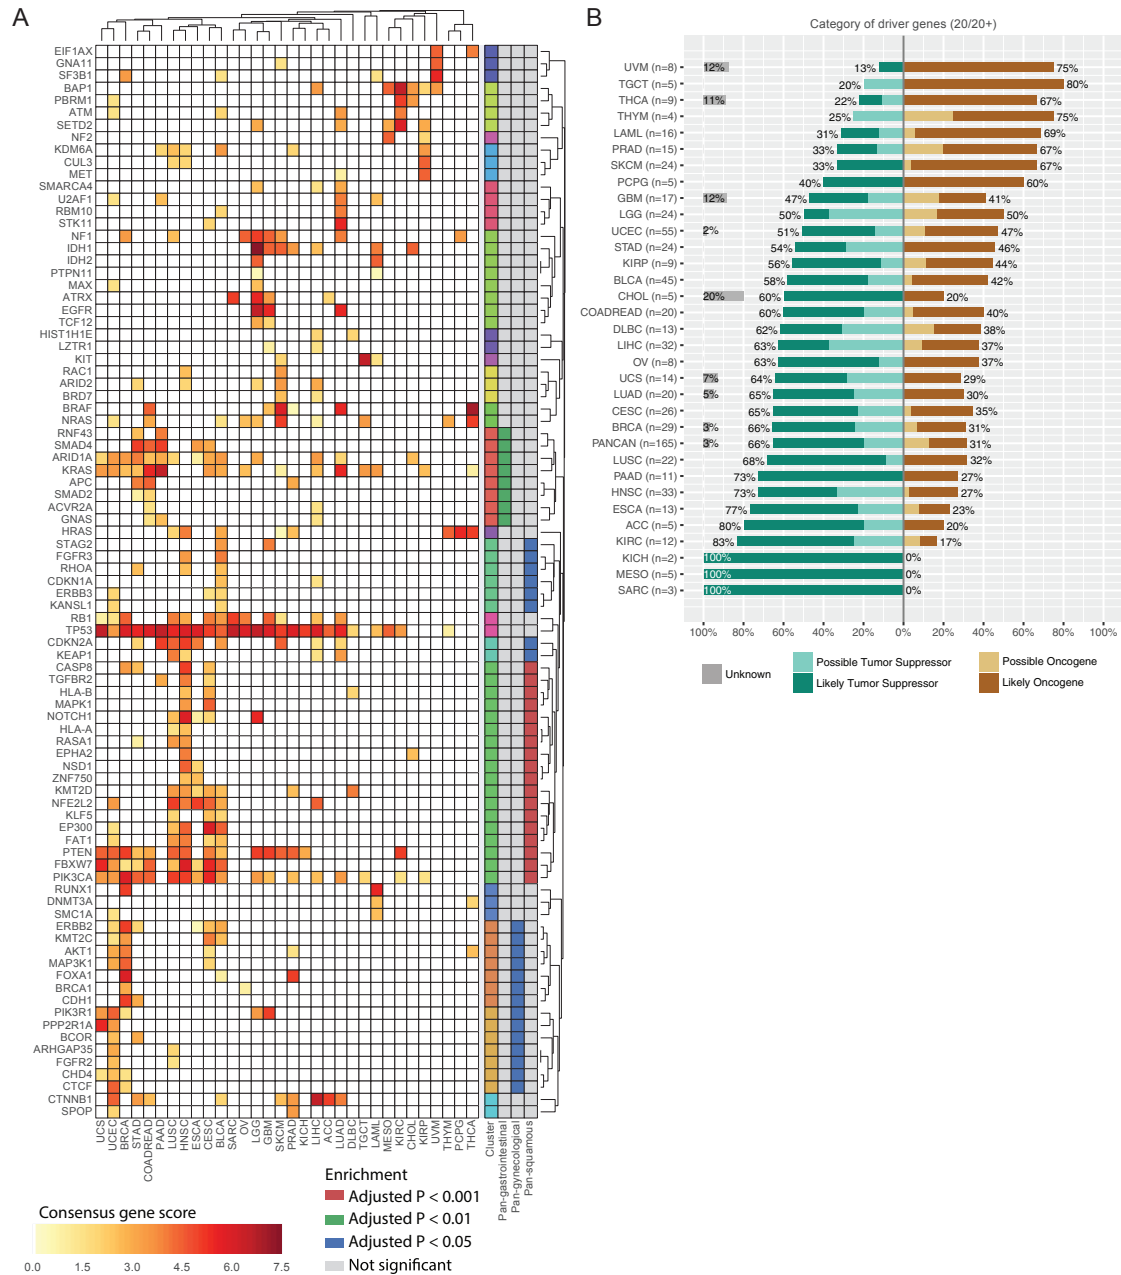 A
EIF1AX
GNA11
SF3B1
BAP1
PBRM1
ATM
SETD2
NF2
KDM6A
CUL3
MET
SMARCA4
U2AF1
RBM10
STK11
NF1
IDH1
IDH2
PTPN11
MAX
ATRX
EGFR
TCF12
HIST1H1E
LZTR1
KIT
RAC1
ARID2
BRD7
BRAF
NRAS
RNF43
SMAD4
ARID1A
KRAS
APC
SMAD2
ACVR2A
GNAS
HRAS
STAG2
FGFR3
RHOA
CDKN1A
ERBB3
KANSL1
RB1
TP53
CDKN2A
KEAP1
CASP8
TGFBR2
HLA-B
MAPK1
NOTCH1
HLA-A
RASA1
EPHA2
NSD1
ZNF750
KMT2D
NFE2L2
KLF5
EP300
FAT1
PTEN
FBXW7
PIK3CA
RUNX1
DNMT3A
SMC1A
ERBB2
KMT2C
AKT1
MAP3K1
FOXA1
BRCA1
CDH1
PIK3R1
PPP2R1A
BCOR
ARHGAP35
FGFR2
CHD4
CTCF
CTNNB1
SPOP
UCS
UCEC
BRCA
STAD
COADREAD
PAAD
LUSC
HNSC
ESCA
CESC
BLCA
SARC
OV
LGG
GBM
SKCM
PRAD
KICH
LIHC
ACC
LUAD
DLBC
TGCT
LAML
MESO
KIRC
CHOL
KIRP
UVM
THYM
PCPG
THCA
Cluster
Pan-gastrointestinal
Pan-gynecological
Pan-squamous
Consensus gene score
0.0 1.5 3.0 4.5 6.0 7.5
Enrichment
Adjusted P < 0.001
Adjusted P < 0.01
Adjusted P < 0.05
Not significant
B
Category of driver genes (20/20+)
UVM (n=8) 12% 13% 75%
TGCT (n=5) 20% 80%
THCA (n=9) 11% 22% 67%
THYM (n=4) 25% 75%
LAML (n=16) 31% 69%
PRAD (n=15) 33% 67%
SKCM (n=24) 33% 67%
PCPG (n=5) 40% 60%
GBM (n=17) 12% 47% 41%
LGG (n=24) 50% 50%
UCEC (n=55) 2% 51% 47%
STAD (n=24) 54% 46%
KIRP (n=9) 56% 44%
BLCA (n=45) 58% 42%
CHOL (n=5) 20% 60% 20%
COADREAD (n=20) 60% 40%
DLBC (n=13) 62% 38%
LIHC (n=32) 63% 37%
OV (n=8) 63% 37%
UCS (n=14) 7% 64% 29%
LUAD (n=20) 5% 65% 30%
CESC (n=26) 65% 35%
BRCA (n=29) 3% 66% 31%
PANCAN (n=165) 3% 66% 31%
LUSC (n=22) 68% 32%
PAAD (n=11) 73% 27%
HNSC (n=33) 73% 27%
ESCA (n=13) 77% 23%
ACC (n=5) 80% 20%
KIRC (n=12) 83% 17%
KICH (n=2) 100% 0%
MESO (n=5) 100% 0%
SARC (n=3) 100% 0%
100% 80% 60% 40% 20% 0% 20% 40% 60% 80% 100%
Unknown
Possible Tumor Suppressor
Likely Tumor Suppressor
Possible Oncogene
Likely Oncogene